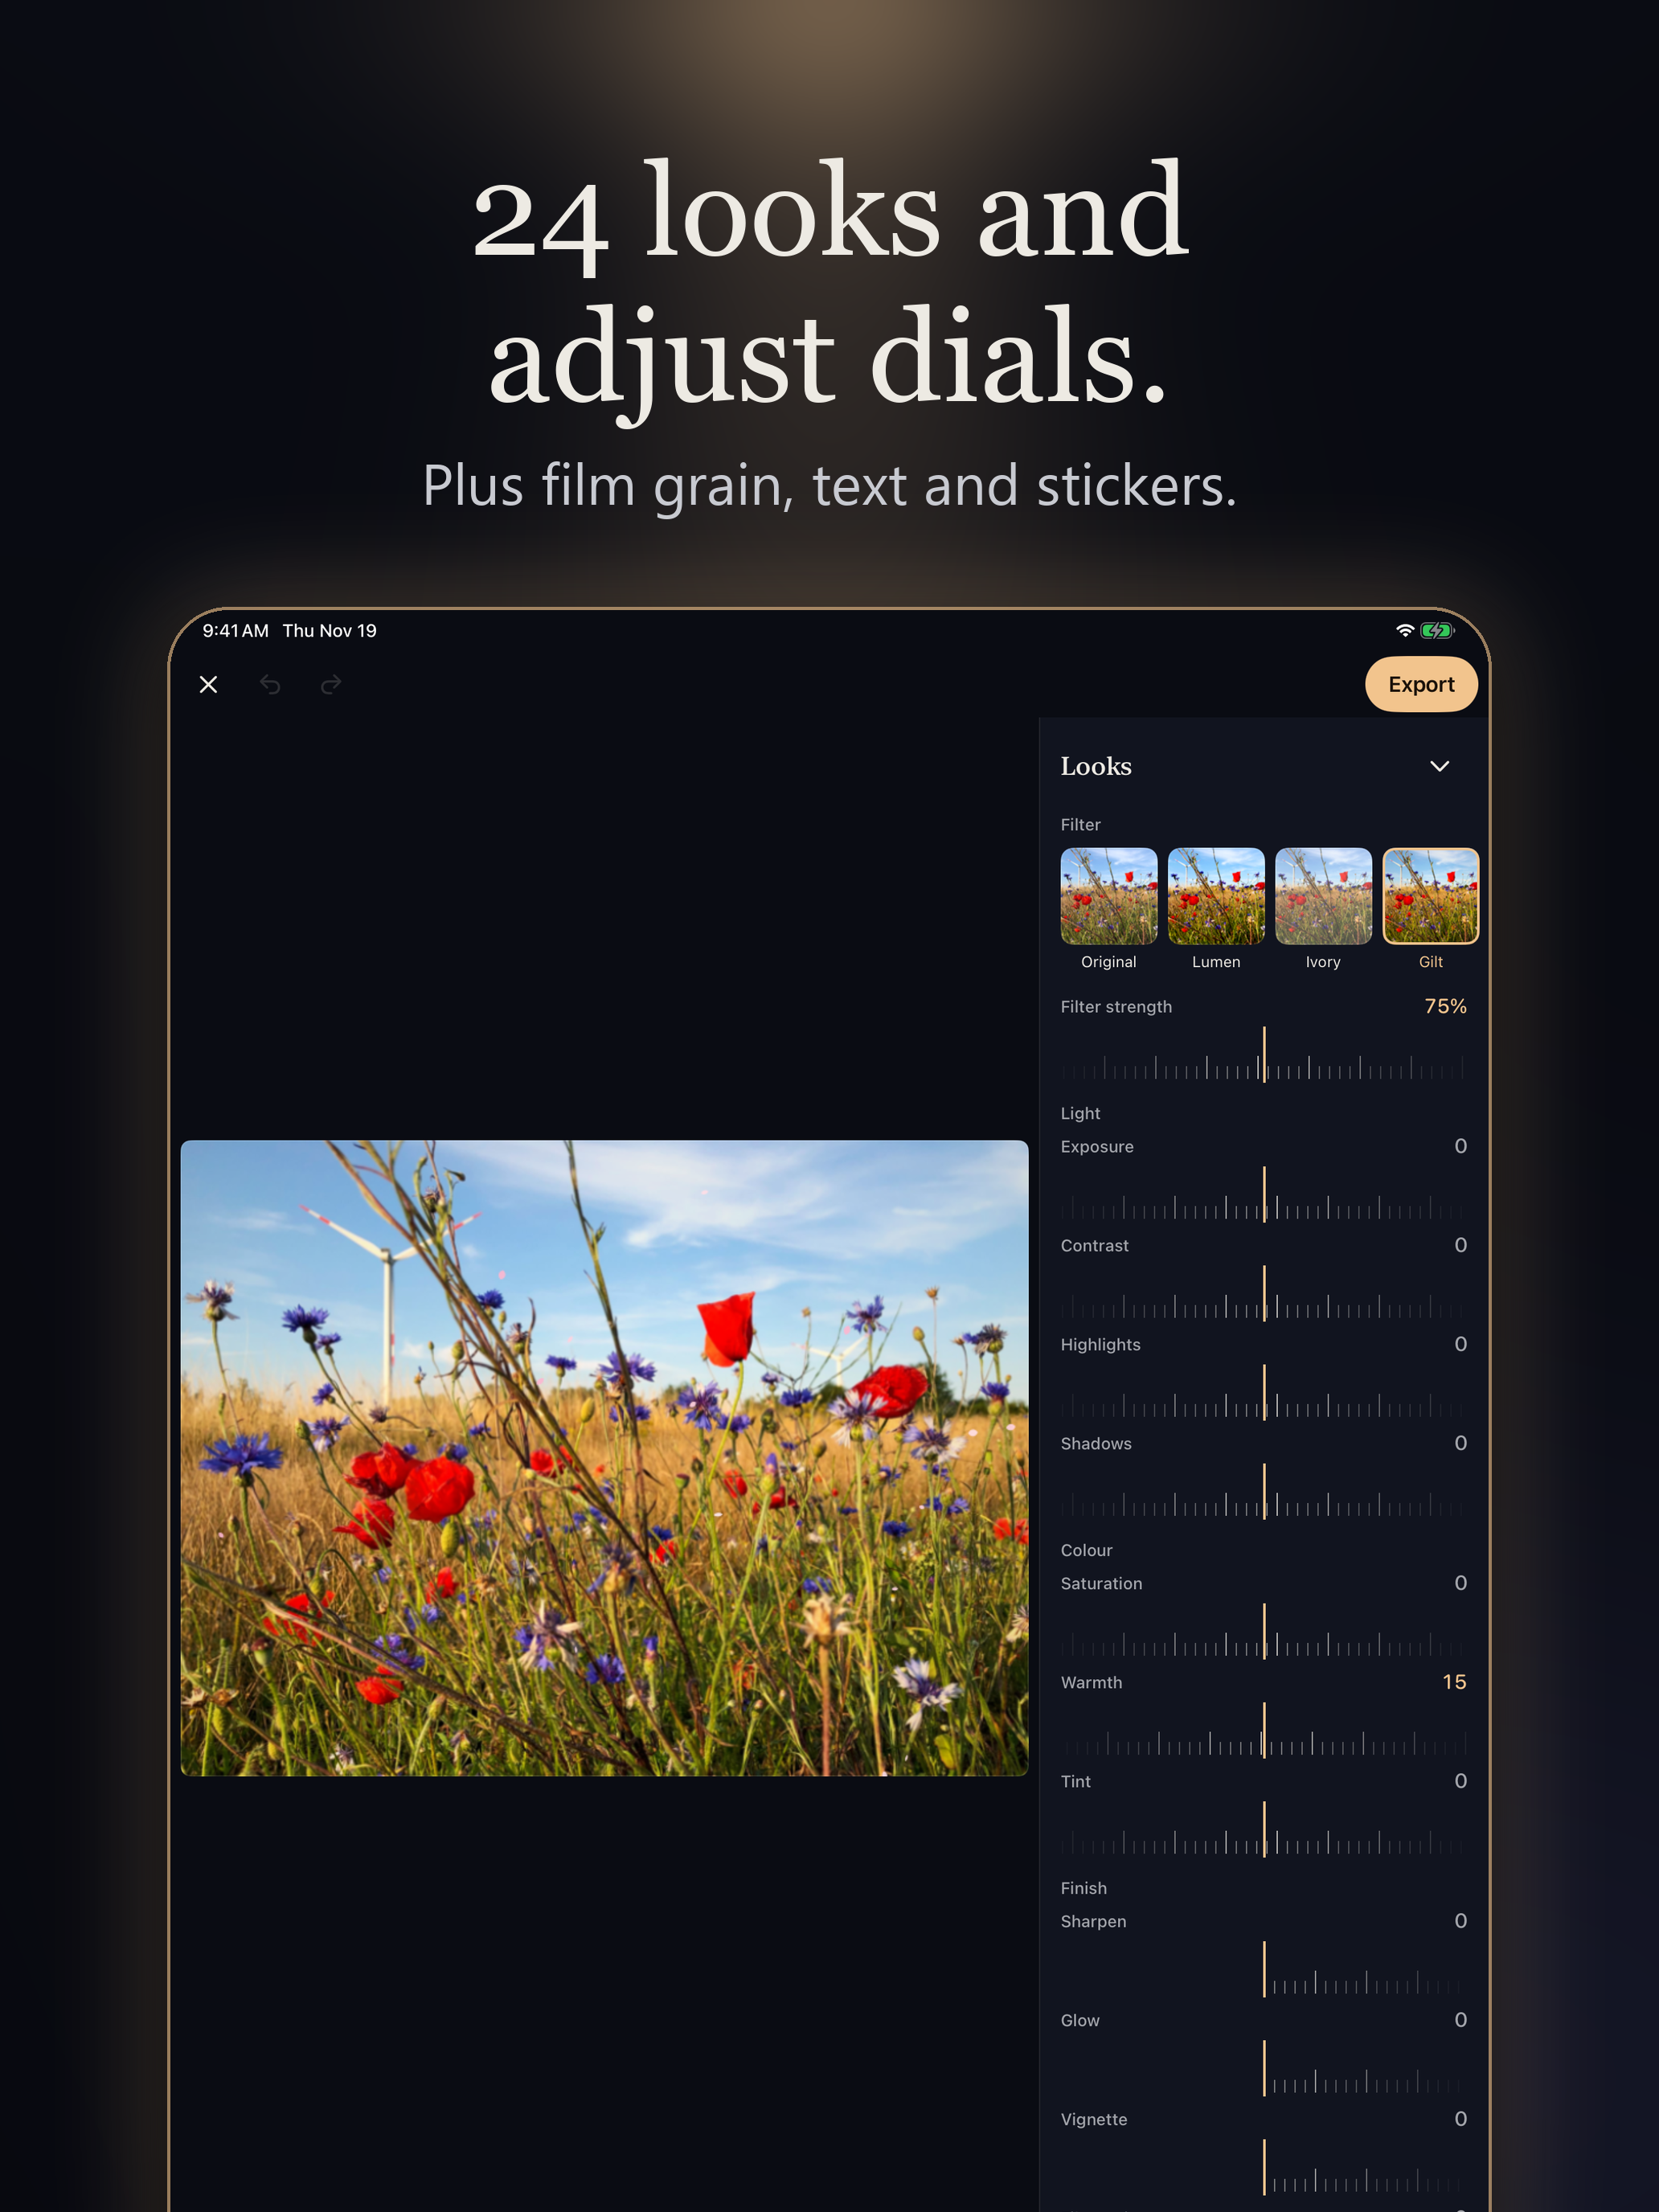 24 looks and
adjust dials.
Plus film grain, text and stickers.
9:41 AM Thu Nov 19
Export
Looks
Filter
Original Lumen Ivory Gilt
Filter strength 75%
Light
Exposure 0
Contrast 0
Highlights 0
Shadows 0
Colour
Saturation 0
Warmth 15
Tint 0
Finish
Sharpen 0
Glow 0
Vignette 0